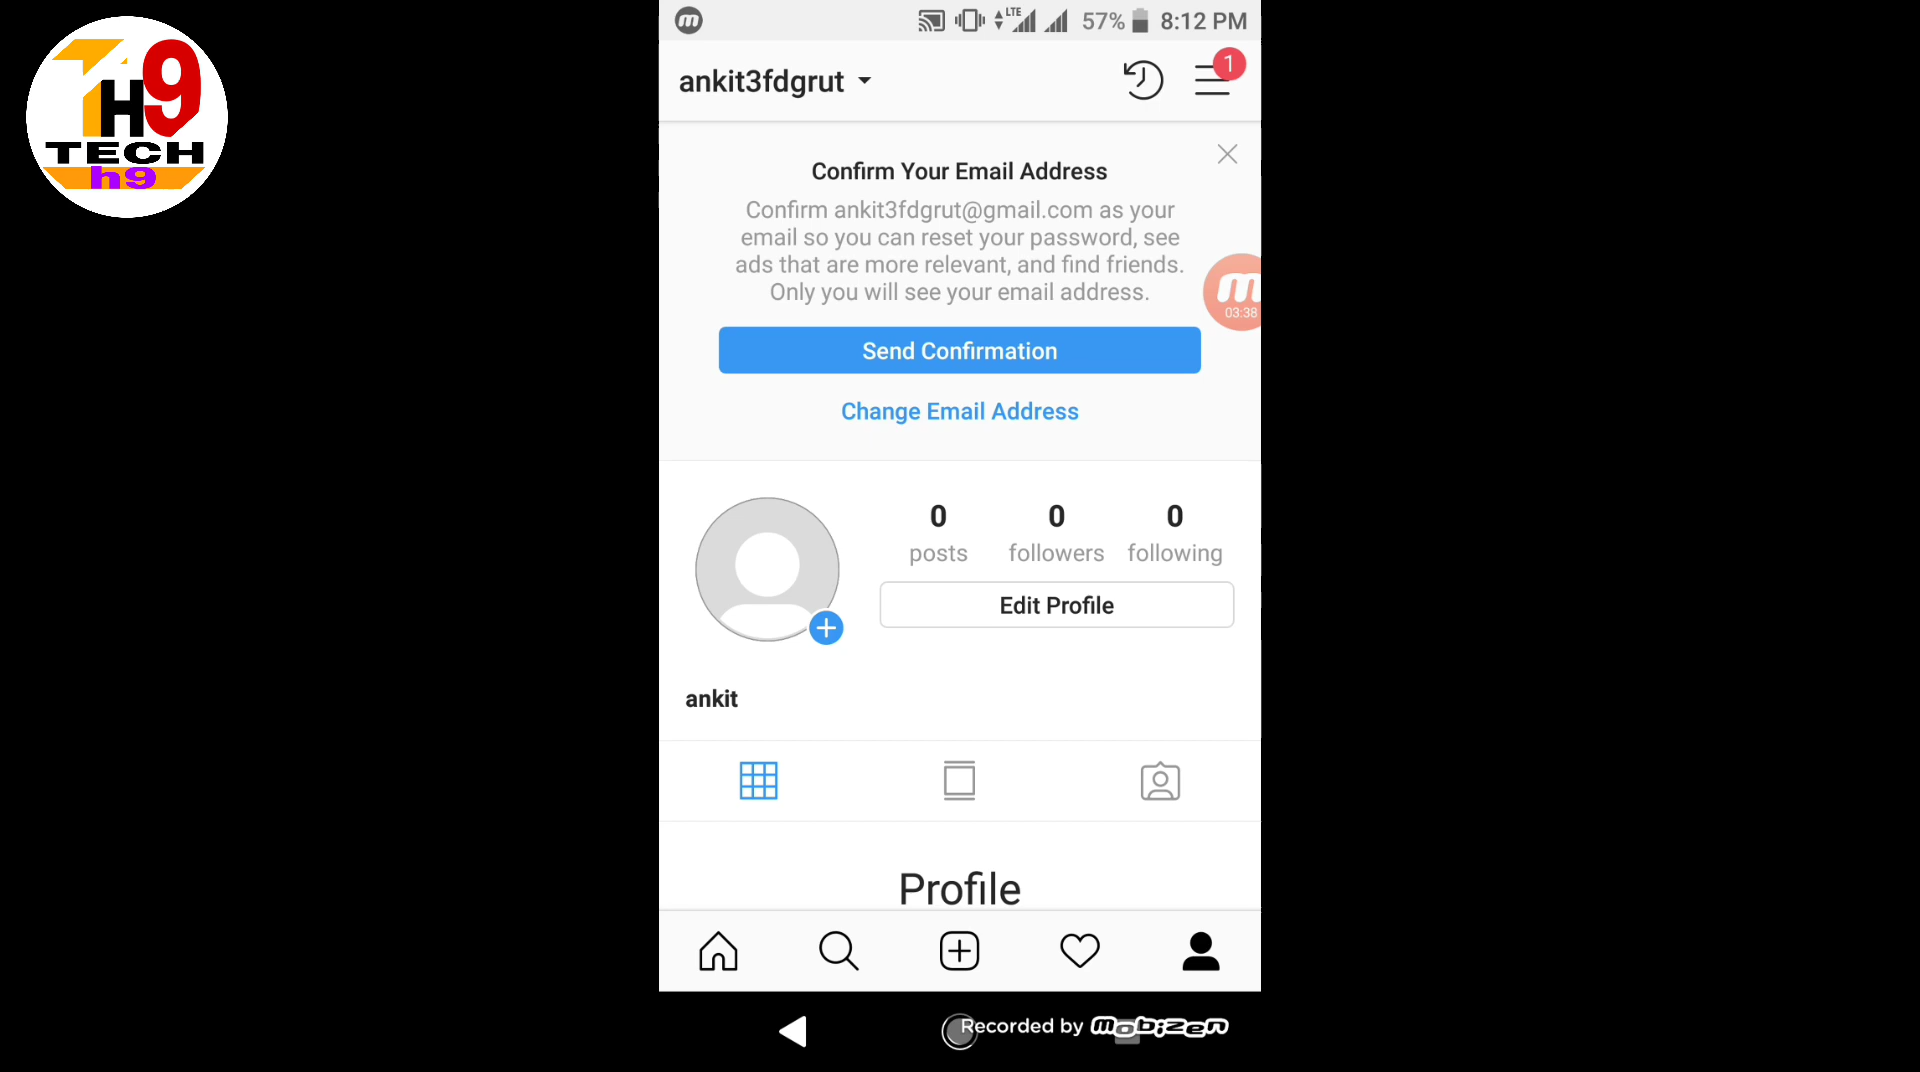 TH9
TECH
h9
LTE
57%
8:12 PM
ankit3fdgrut
1
Confirm Your Email Address
Confirm ankit3fdgrut@gmail.com as your
email so you can reset your password, see
ads that are more relevant, and find friends.
Only you will see your email address.
m
03:38
Send Confirmation
Change Email Address
0 0 0
posts followers following
Edit Profile
ankit
Profile
Recorded by mobizen